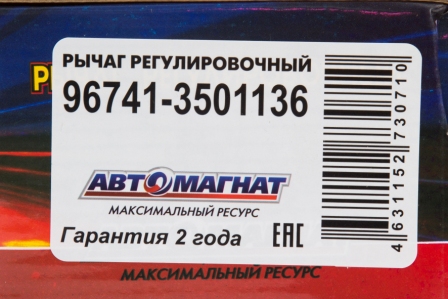 РЫЧАГ РЕГУЛИРОВОЧНЫЙ
96741-3501136
АВТОМАГНАТ
МАКСИМАЛЬНЫЙ РЕСУРС
Гарантия 2 года
EAC
4 631152 730710
МАКСИМАЛЬНЫЙ РЕСУРС